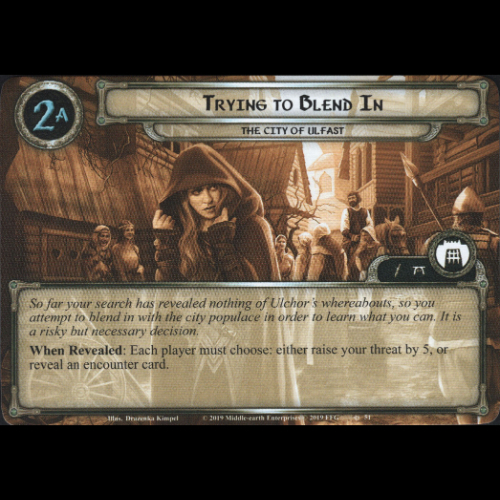 2A
TRYING TO BLEND IN
THE CITY OF ULFAST
So far your search has revealed nothing of Ulchor's whereabouts, so you
attempt to blend in with the city populace in order to learn what you can. It is
a risky but necessary decision.
When Revealed: Each player must choose: either raise your threat by 5, or
reveal an encounter card.
Illus. Drazenka Kimpel
© 2019 Middle-earth Enterprises © 2019 FFG